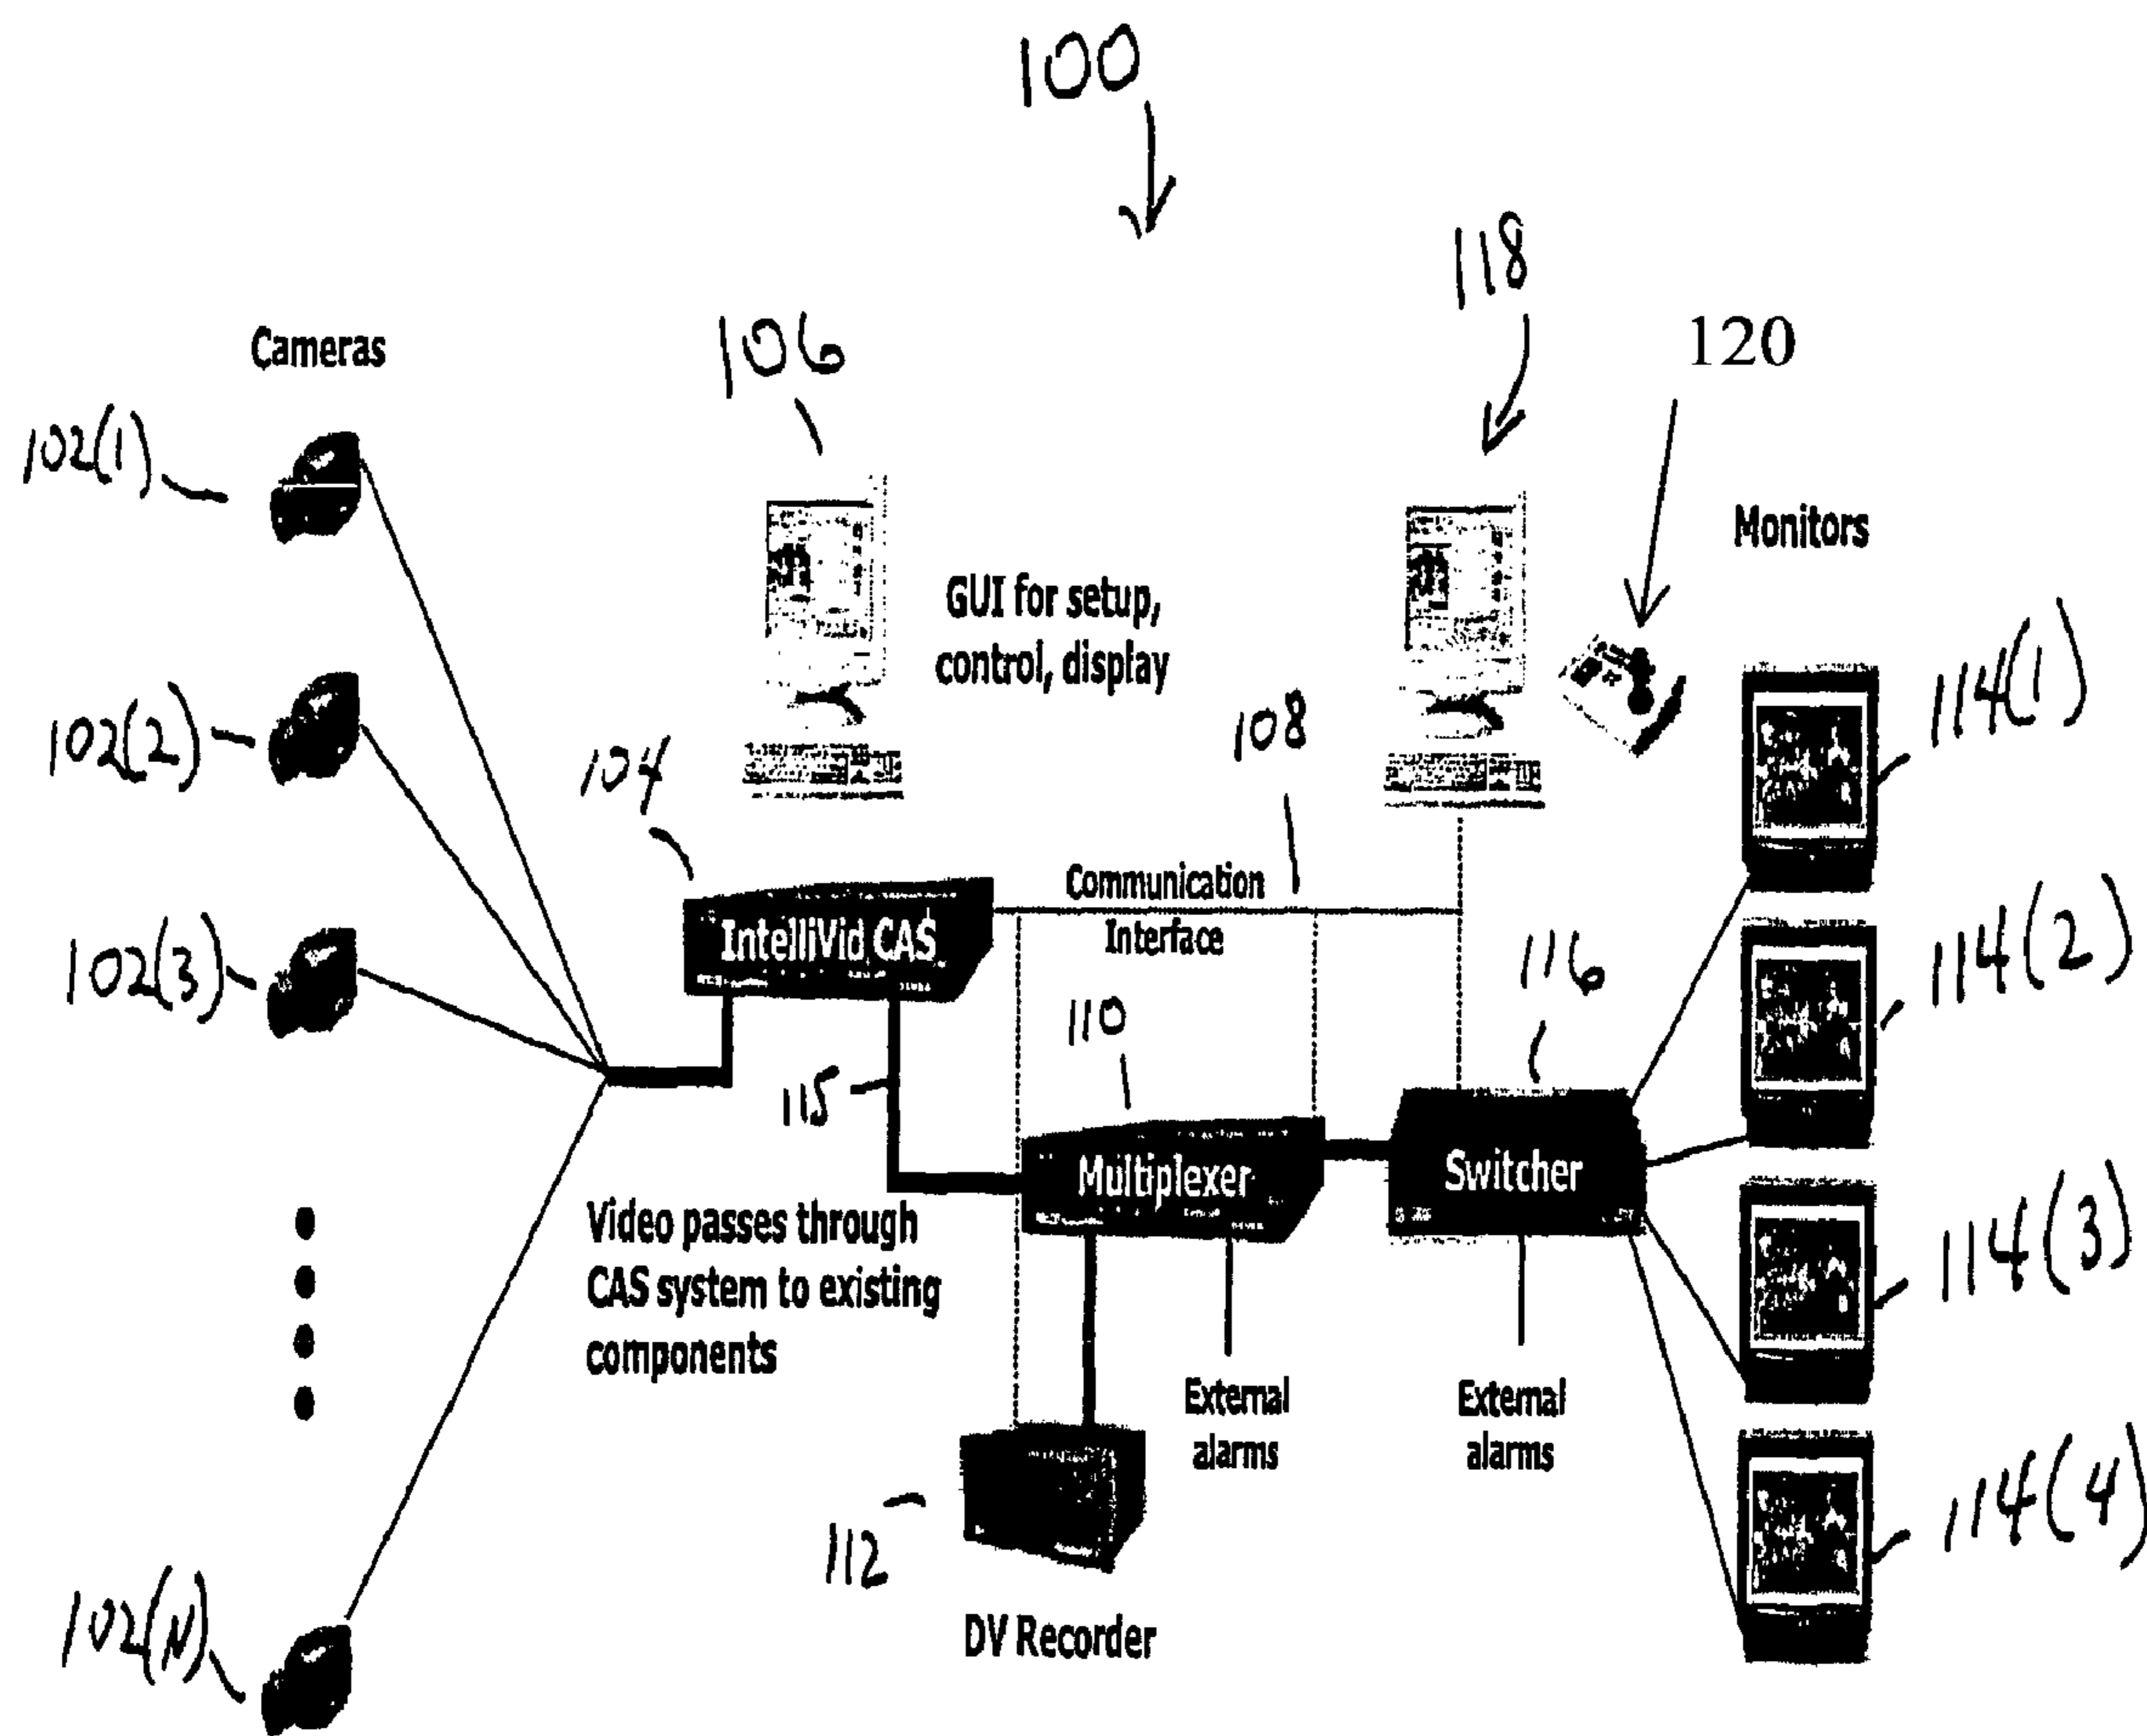 100
118
120
106
Cameras
102(1)
Monitors
GUI for setup,
control, display
114(1)
108
102(2)
104
Communication
Interface
IntelliVid CAS
102(3)
114(2)
116
110
115
Multiplexer
Switcher
114(3)
Video passes through
CAS system to existing
components
External
alarms
External
alarms
114(4)
112
102(N)
DV Recorder